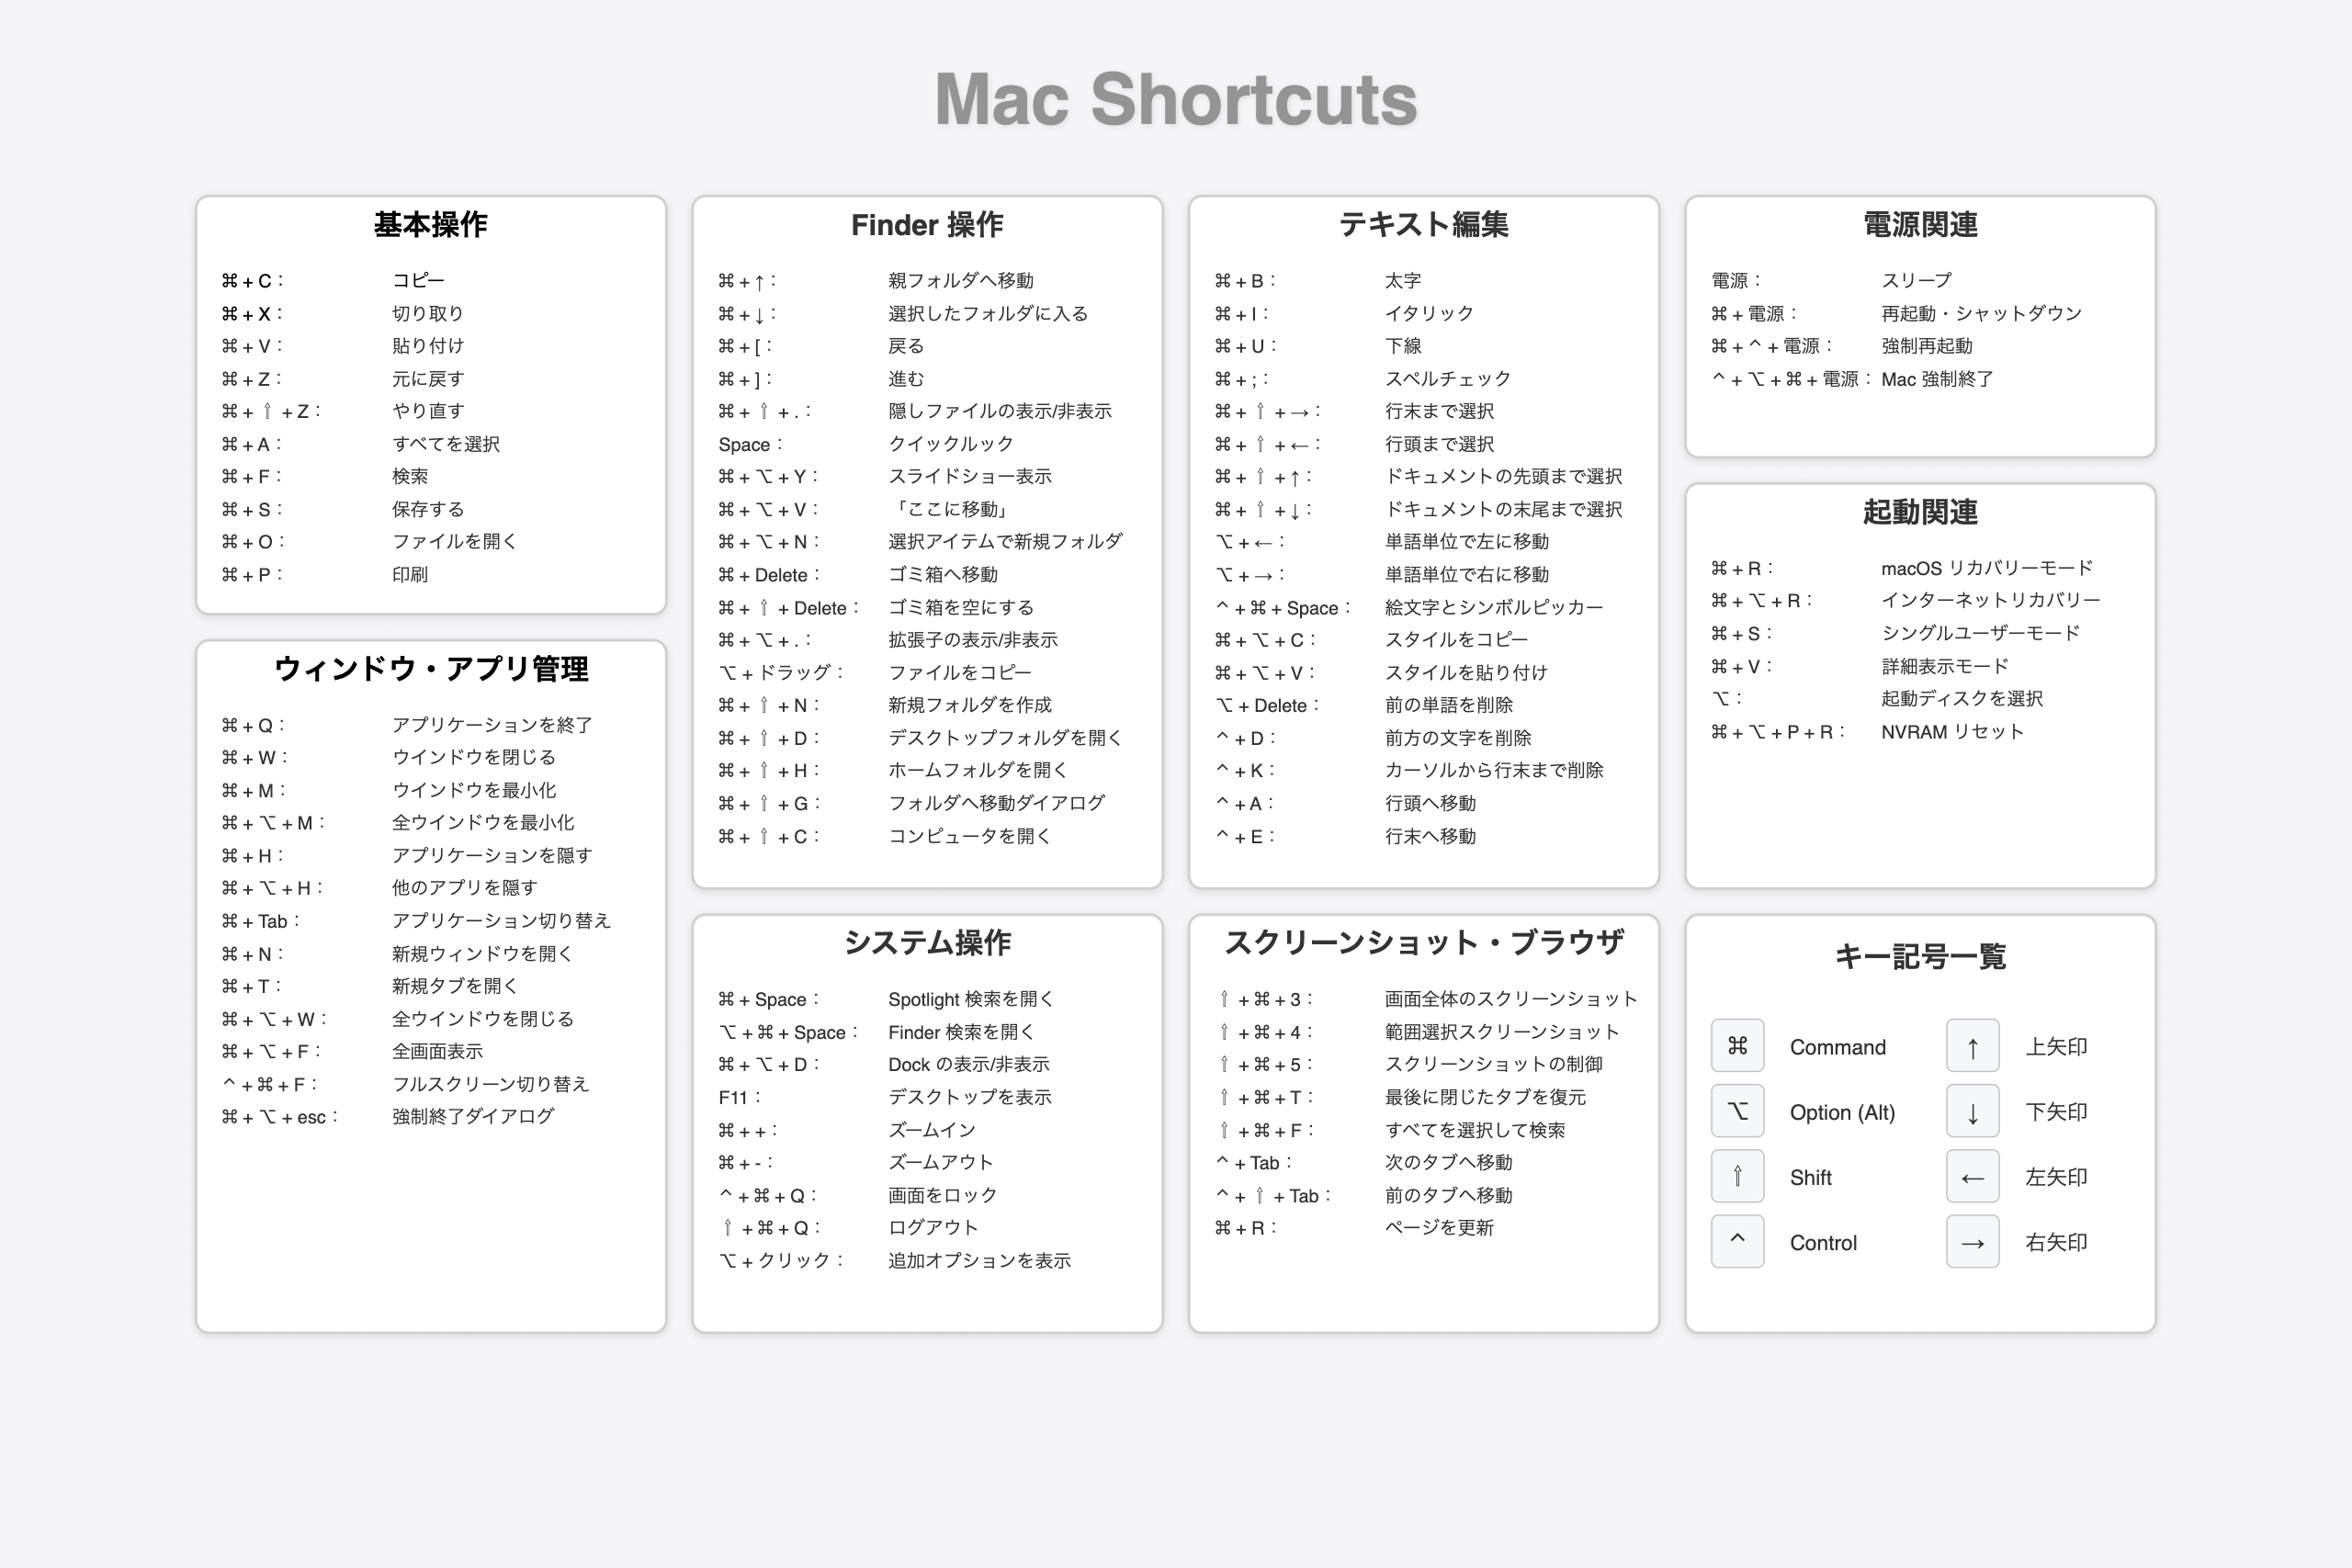 Mac Shortcuts
基本操作
⌘ + C： コピー
⌘ + X： 切り取り
⌘ + V： 貼り付け
⌘ + Z： 元に戻す
⌘ + ⇧ + Z： やり直す
⌘ + A： すべてを選択
⌘ + F： 検索
⌘ + S： 保存する
⌘ + O： ファイルを開く
⌘ + P： 印刷
ウィンドウ・アプリ管理
⌘ + Q： アプリケーションを終了
⌘ + W： ウインドウを閉じる
⌘ + M： ウインドウを最小化
⌘ + ⌥ + M： 全ウインドウを最小化
⌘ + H： アプリケーションを隠す
⌘ + ⌥ + H： 他のアプリを隠す
⌘ + Tab： アプリケーション切り替え
⌘ + N： 新規ウィンドウを開く
⌘ + T： 新規タブを開く
⌘ + ⌥ + W： 全ウインドウを閉じる
⌘ + ⌥ + F： 全画面表示
⌃ + ⌘ + F： フルスクリーン切り替え
⌘ + ⌥ + esc： 強制終了ダイアログ
Finder 操作
⌘ + ↑： 親フォルダへ移動
⌘ + ↓： 選択したフォルダに入る
⌘ + [： 戻る
⌘ + ]： 進む
⌘ + ⇧ + .： 隠しファイルの表示/非表示
Space： クイックルック
⌘ + ⌥ + Y： スライドショー表示
⌘ + ⌥ + V： 「ここに移動」
⌘ + ⌥ + N： 選択アイテムで新規フォルダ
⌘ + Delete： ゴミ箱へ移動
⌘ + ⇧ + Delete： ゴミ箱を空にする
⌘ + ⌥ + .： 拡張子の表示/非表示
⌥ + ドラッグ： ファイルをコピー
⌘ + ⇧ + N： 新規フォルダを作成
⌘ + ⇧ + D： デスクトップフォルダを開く
⌘ + ⇧ + H： ホームフォルダを開く
⌘ + ⇧ + G： フォルダへ移動ダイアログ
⌘ + ⇧ + C： コンピュータを開く
システム操作
⌘ + Space： Spotlight 検索を開く
⌥ + ⌘ + Space： Finder 検索を開く
⌘ + ⌥ + D： Dock の表示/非表示
F11： デスクトップを表示
⌘ + +： ズームイン
⌘ + -： ズームアウト
⌃ + ⌘ + Q： 画面をロック
⇧ + ⌘ + Q： ログアウト
⌥ + クリック： 追加オプションを表示
テキスト編集
⌘ + B： 太字
⌘ + I： イタリック
⌘ + U： 下線
⌘ + ;： スペルチェック
⌘ + ⇧ + →： 行末まで選択
⌘ + ⇧ + ←： 行頭まで選択
⌘ + ⇧ + ↑： ドキュメントの先頭まで選択
⌘ + ⇧ + ↓： ドキュメントの末尾まで選択
⌥ + ←： 単語単位で左に移動
⌥ + →： 単語単位で右に移動
⌃ + ⌘ + Space： 絵文字とシンボルピッカー
⌘ + ⌥ + C： スタイルをコピー
⌘ + ⌥ + V： スタイルを貼り付け
⌥ + Delete： 前の単語を削除
⌃ + D： 前方の文字を削除
⌃ + K： カーソルから行末まで削除
⌃ + A： 行頭へ移動
⌃ + E： 行末へ移動
スクリーンショット・ブラウザ
⇧ + ⌘ + 3： 画面全体のスクリーンショット
⇧ + ⌘ + 4： 範囲選択スクリーンショット
⇧ + ⌘ + 5： スクリーンショットの制御
⇧ + ⌘ + T： 最後に閉じたタブを復元
⇧ + ⌘ + F： すべてを選択して検索
⌃ + Tab： 次のタブへ移動
⌃ + ⇧ + Tab： 前のタブへ移動
⌘ + R： ページを更新
電源関連
電源： スリープ
⌘ + 電源： 再起動・シャットダウン
⌘ + ⌃ + 電源： 強制再起動
⌃ + ⌥ + ⌘ + 電源： Mac 強制終了
起動関連
⌘ + R： macOS リカバリーモード
⌘ + ⌥ + R： インターネットリカバリー
⌘ + S： シングルユーザーモード
⌘ + V： 詳細表示モード
⌥： 起動ディスクを選択
⌘ + ⌥ + P + R： NVRAM リセット
キー記号一覧
⌘ Command ↑ 上矢印
⌥ Option (Alt) ↓ 下矢印
⇧ Shift ← 左矢印
⌃ Control → 右矢印